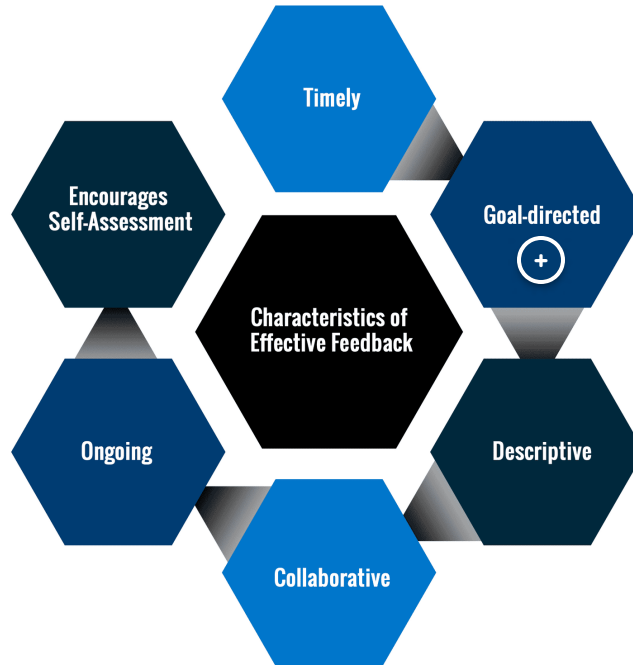 Timely
Goal-directed
+
Encourages
Self-Assessment
Characteristics of
Effective Feedback
Ongoing
Descriptive
Collaborative